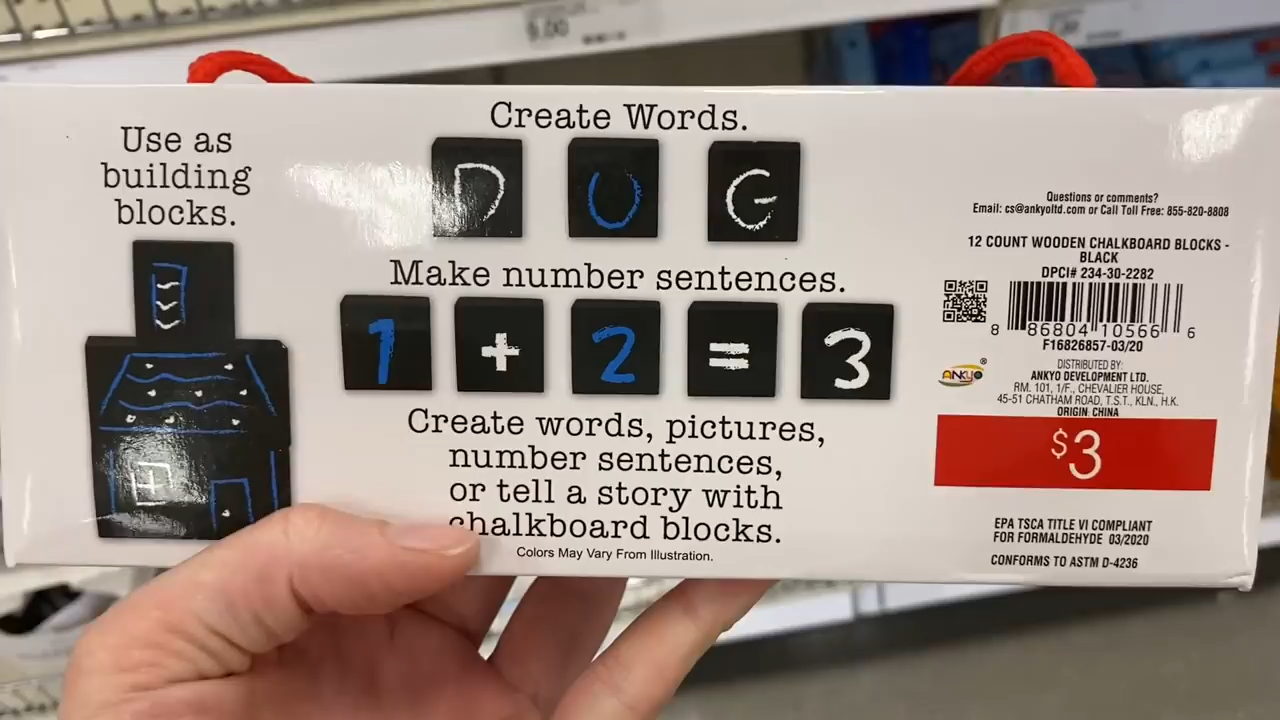 5.00
Use as
building
blocks.
Create Words.
D U G
Make number sentences.
1 + 2 = 3
Create words, pictures,
number sentences,
or tell a story with
chalkboard blocks.
Colors May Vary From Illustration.
Questions or comments?
Email: cs@ankyoltd.com or Call Toll Free: 855-820-8808
12 COUNT WOODEN CHALKBOARD BLOCKS -
BLACK
DPCI# 234-30-2282
8 86804 10566 6
F16826857-03/20
ANKYO ®
DISTRIBUTED BY:
ANKYO DEVELOPMENT LTD.
RM. 101, 1/F., CHEVALIER HOUSE,
45-51 CHATHAM ROAD, T.S.T., KLN., H.K.
ORIGIN: CHINA
$3
EPA TSCA TITLE VI COMPLIANT
FOR FORMALDEHYDE 03/2020
CONFORMS TO ASTM D-4236